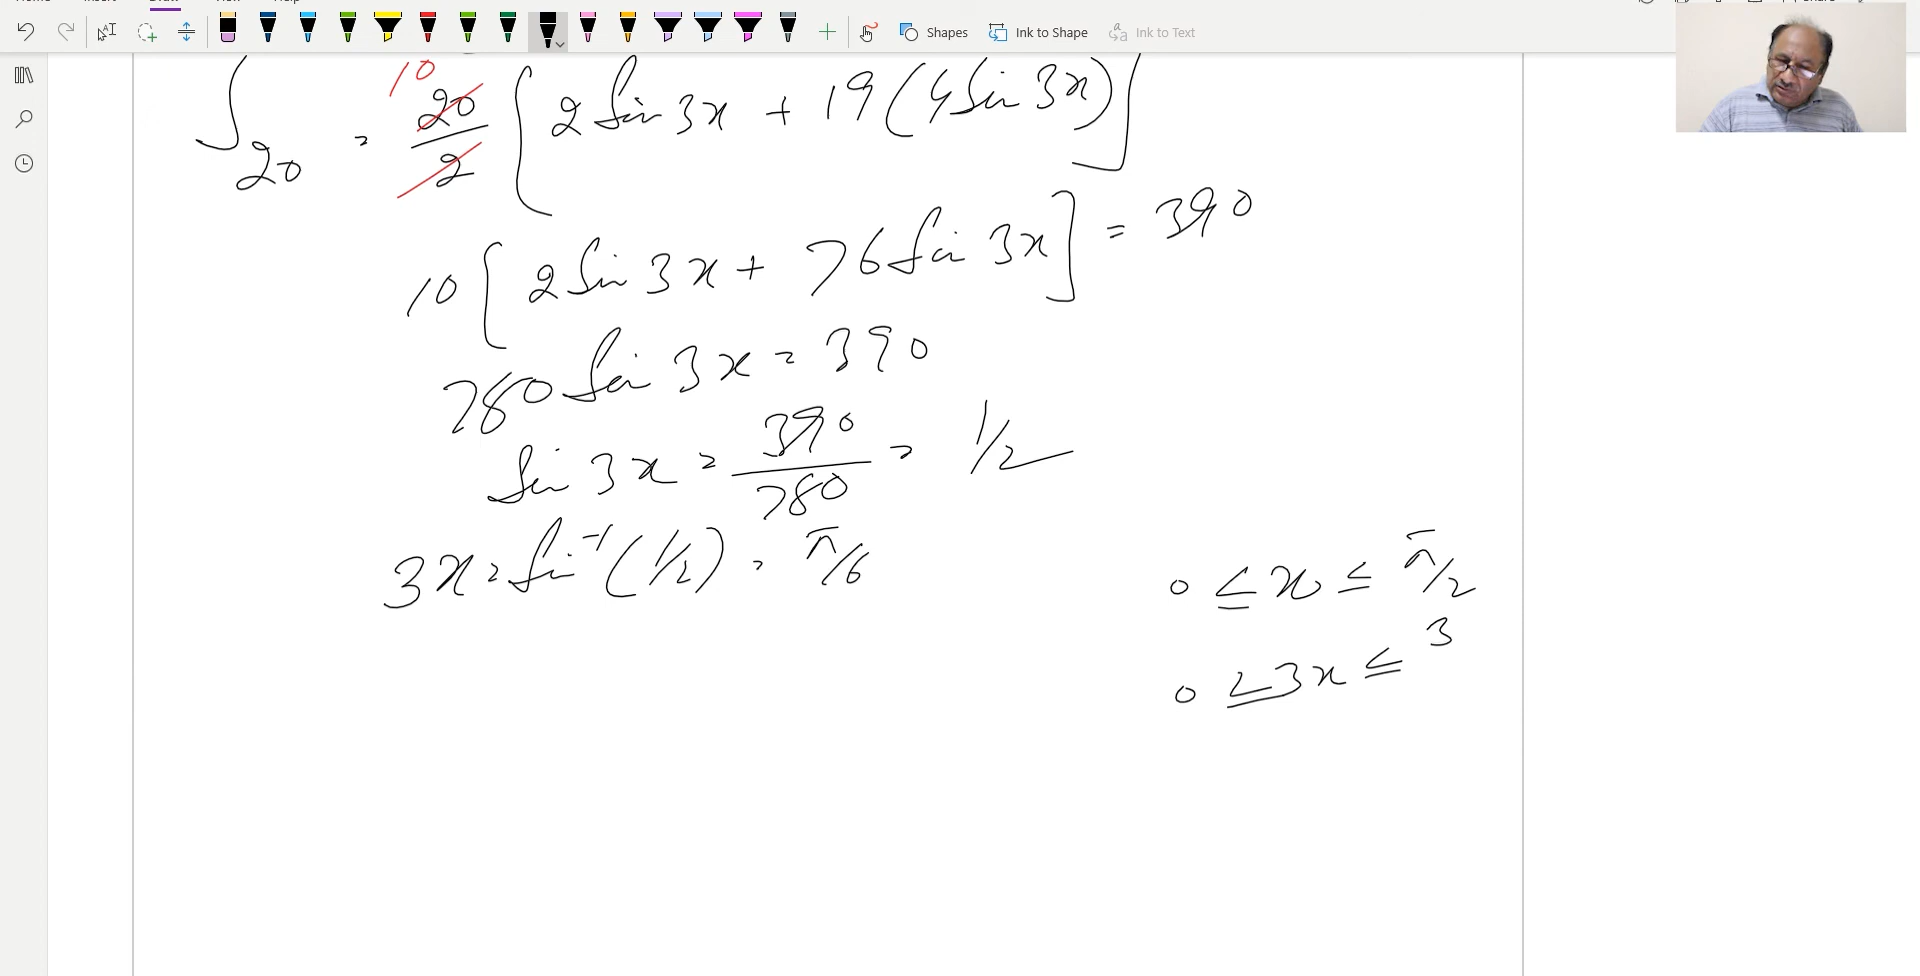 Shapes Ink to Shape Ink to Text
S20 = 20/2 [2 Sin 3x + 19 (4 Sin 3x)]
10
10 [2 Sin 3x + 76 Sin 3x] = 390
780 Sin 3x = 390
Sin 3x = 390/780 = 1/2
3x = Sin⁻¹(1/2) = π/6
0 ≤ x ≤ π/2
0 ≤ 3x ≤ 3